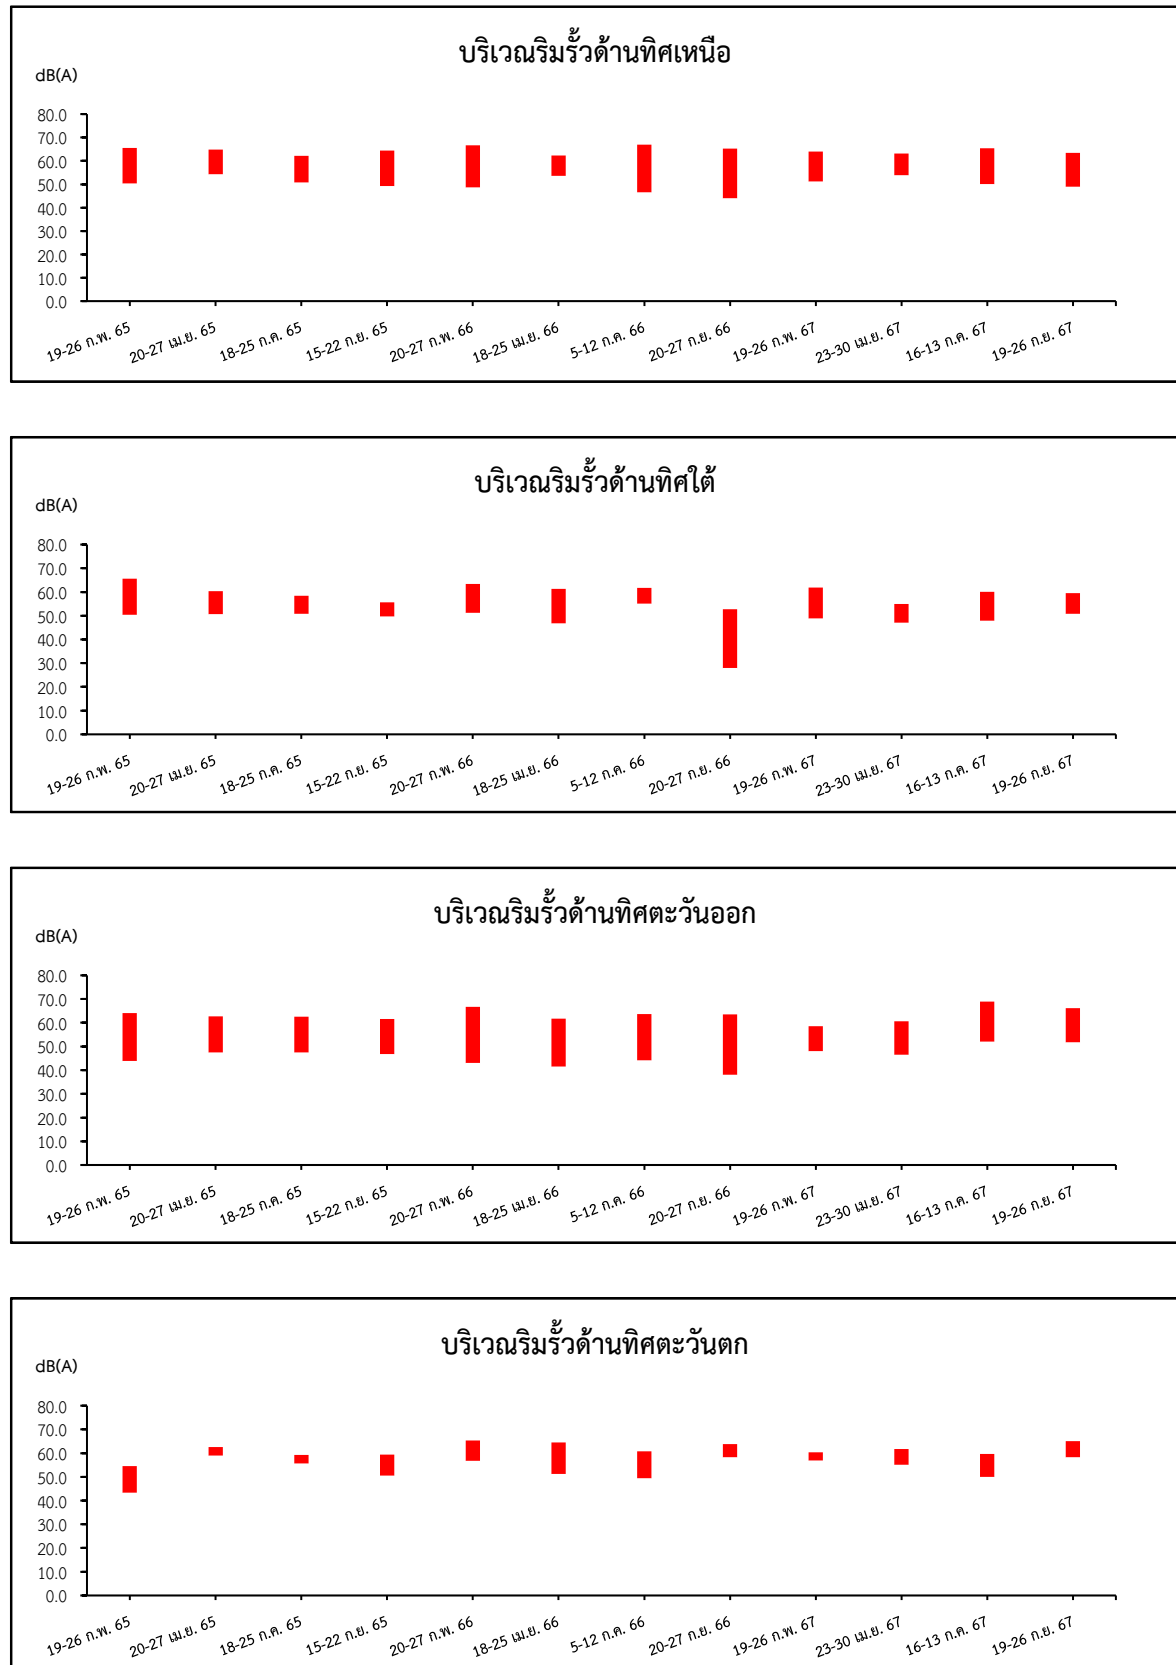 บริเวณริมรั้วด้านทิศเหนือ
dB(A)
80.0
70.0
60.0
50.0
40.0
30.0
20.0
10.0
0.0
19-26 ก.พ. 65
20-27 เม.ย. 65
18-25 ก.ค. 65
15-22 ก.ย. 65
20-27 ก.พ. 66
18-25 เม.ย. 66
5-12 ก.ค. 66
20-27 ก.ย. 66
19-26 ก.พ. 67
23-30 เม.ย. 67
16-13 ก.ค. 67
19-26 ก.ย. 67
บริเวณริมรั้วด้านทิศใต้
dB(A)
80.0
70.0
60.0
50.0
40.0
30.0
20.0
10.0
0.0
19-26 ก.พ. 65
20-27 เม.ย. 65
18-25 ก.ค. 65
15-22 ก.ย. 65
20-27 ก.พ. 66
18-25 เม.ย. 66
5-12 ก.ค. 66
20-27 ก.ย. 66
19-26 ก.พ. 67
23-30 เม.ย. 67
16-13 ก.ค. 67
19-26 ก.ย. 67
บริเวณริมรั้วด้านทิศตะวันออก
dB(A)
80.0
70.0
60.0
50.0
40.0
30.0
20.0
10.0
0.0
19-26 ก.พ. 65
20-27 เม.ย. 65
18-25 ก.ค. 65
15-22 ก.ย. 65
20-27 ก.พ. 66
18-25 เม.ย. 66
5-12 ก.ค. 66
20-27 ก.ย. 66
19-26 ก.พ. 67
23-30 เม.ย. 67
16-13 ก.ค. 67
19-26 ก.ย. 67
บริเวณริมรั้วด้านทิศตะวันตก
dB(A)
80.0
70.0
60.0
50.0
40.0
30.0
20.0
10.0
0.0
19-26 ก.พ. 65
20-27 เม.ย. 65
18-25 ก.ค. 65
15-22 ก.ย. 65
20-27 ก.พ. 66
18-25 เม.ย. 66
5-12 ก.ค. 66
20-27 ก.ย. 66
19-26 ก.พ. 67
23-30 เม.ย. 67
16-13 ก.ค. 67
19-26 ก.ย. 67